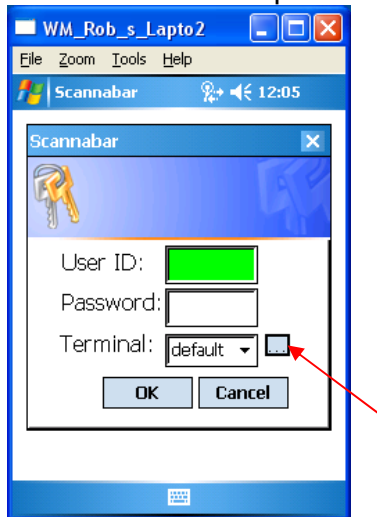 WM_Rob_s_Lapto2
File Zoom Tools Help
Scannabar 12:05
Scannabar
User ID:
Password:
Terminal: default ...
OK Cancel